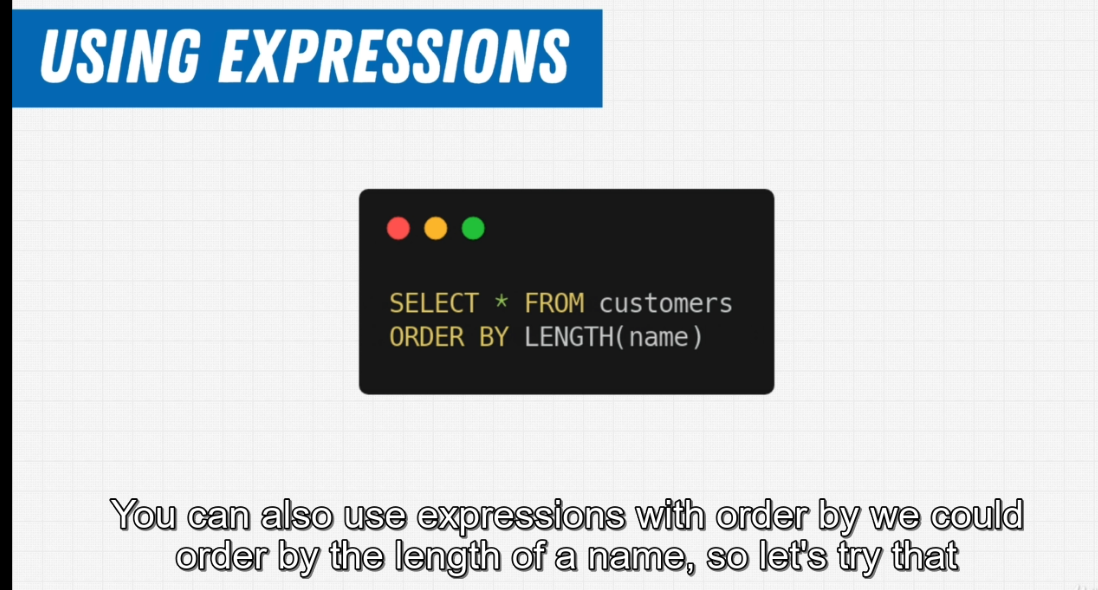 USING EXPRESSIONS
SELECT * FROM customers
ORDER BY LENGTH(name)
You can also use expressions with order by we could
order by the length of a name, so let's try that